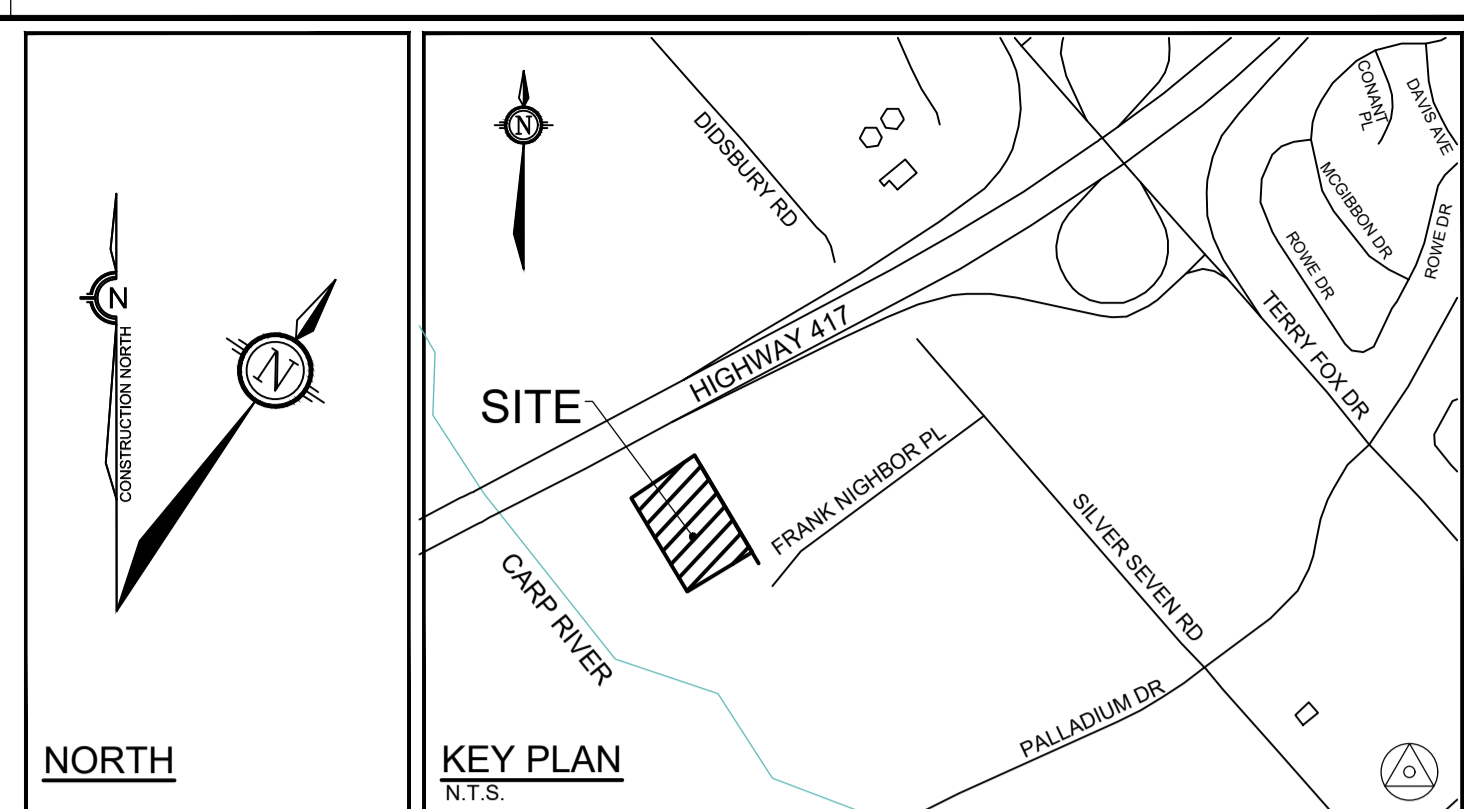 N
CONSTRUCTION NORTH
N
NORTH
N
DIDSBURY RD
CONANT
PL
DAVIS AVE
MCGIBBON DR
ROWE DR
ROWE DR
TERRY FOX DR
HIGHWAY 417
SITE
FRANK NIGHBOR PL
SILVER SEVEN RD
CARP RIVER
PALLADIUM DR
KEY PLAN
N.T.S.